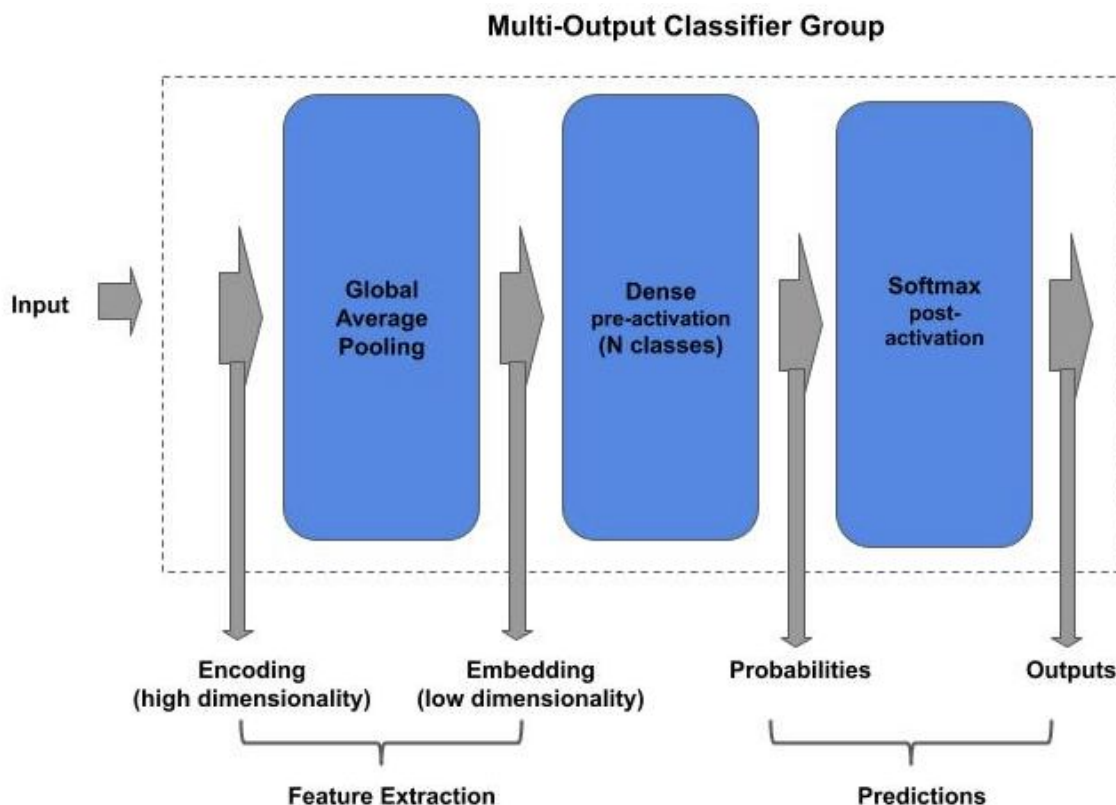 Multi-Output Classifier Group
Input
Global
Average
Pooling
Dense
pre-activation
(N classes)
Softmax
post-
activation
Encoding
(high dimensionality)
Embedding
(low dimensionality)
Probabilities
Outputs
Feature Extraction
Predictions